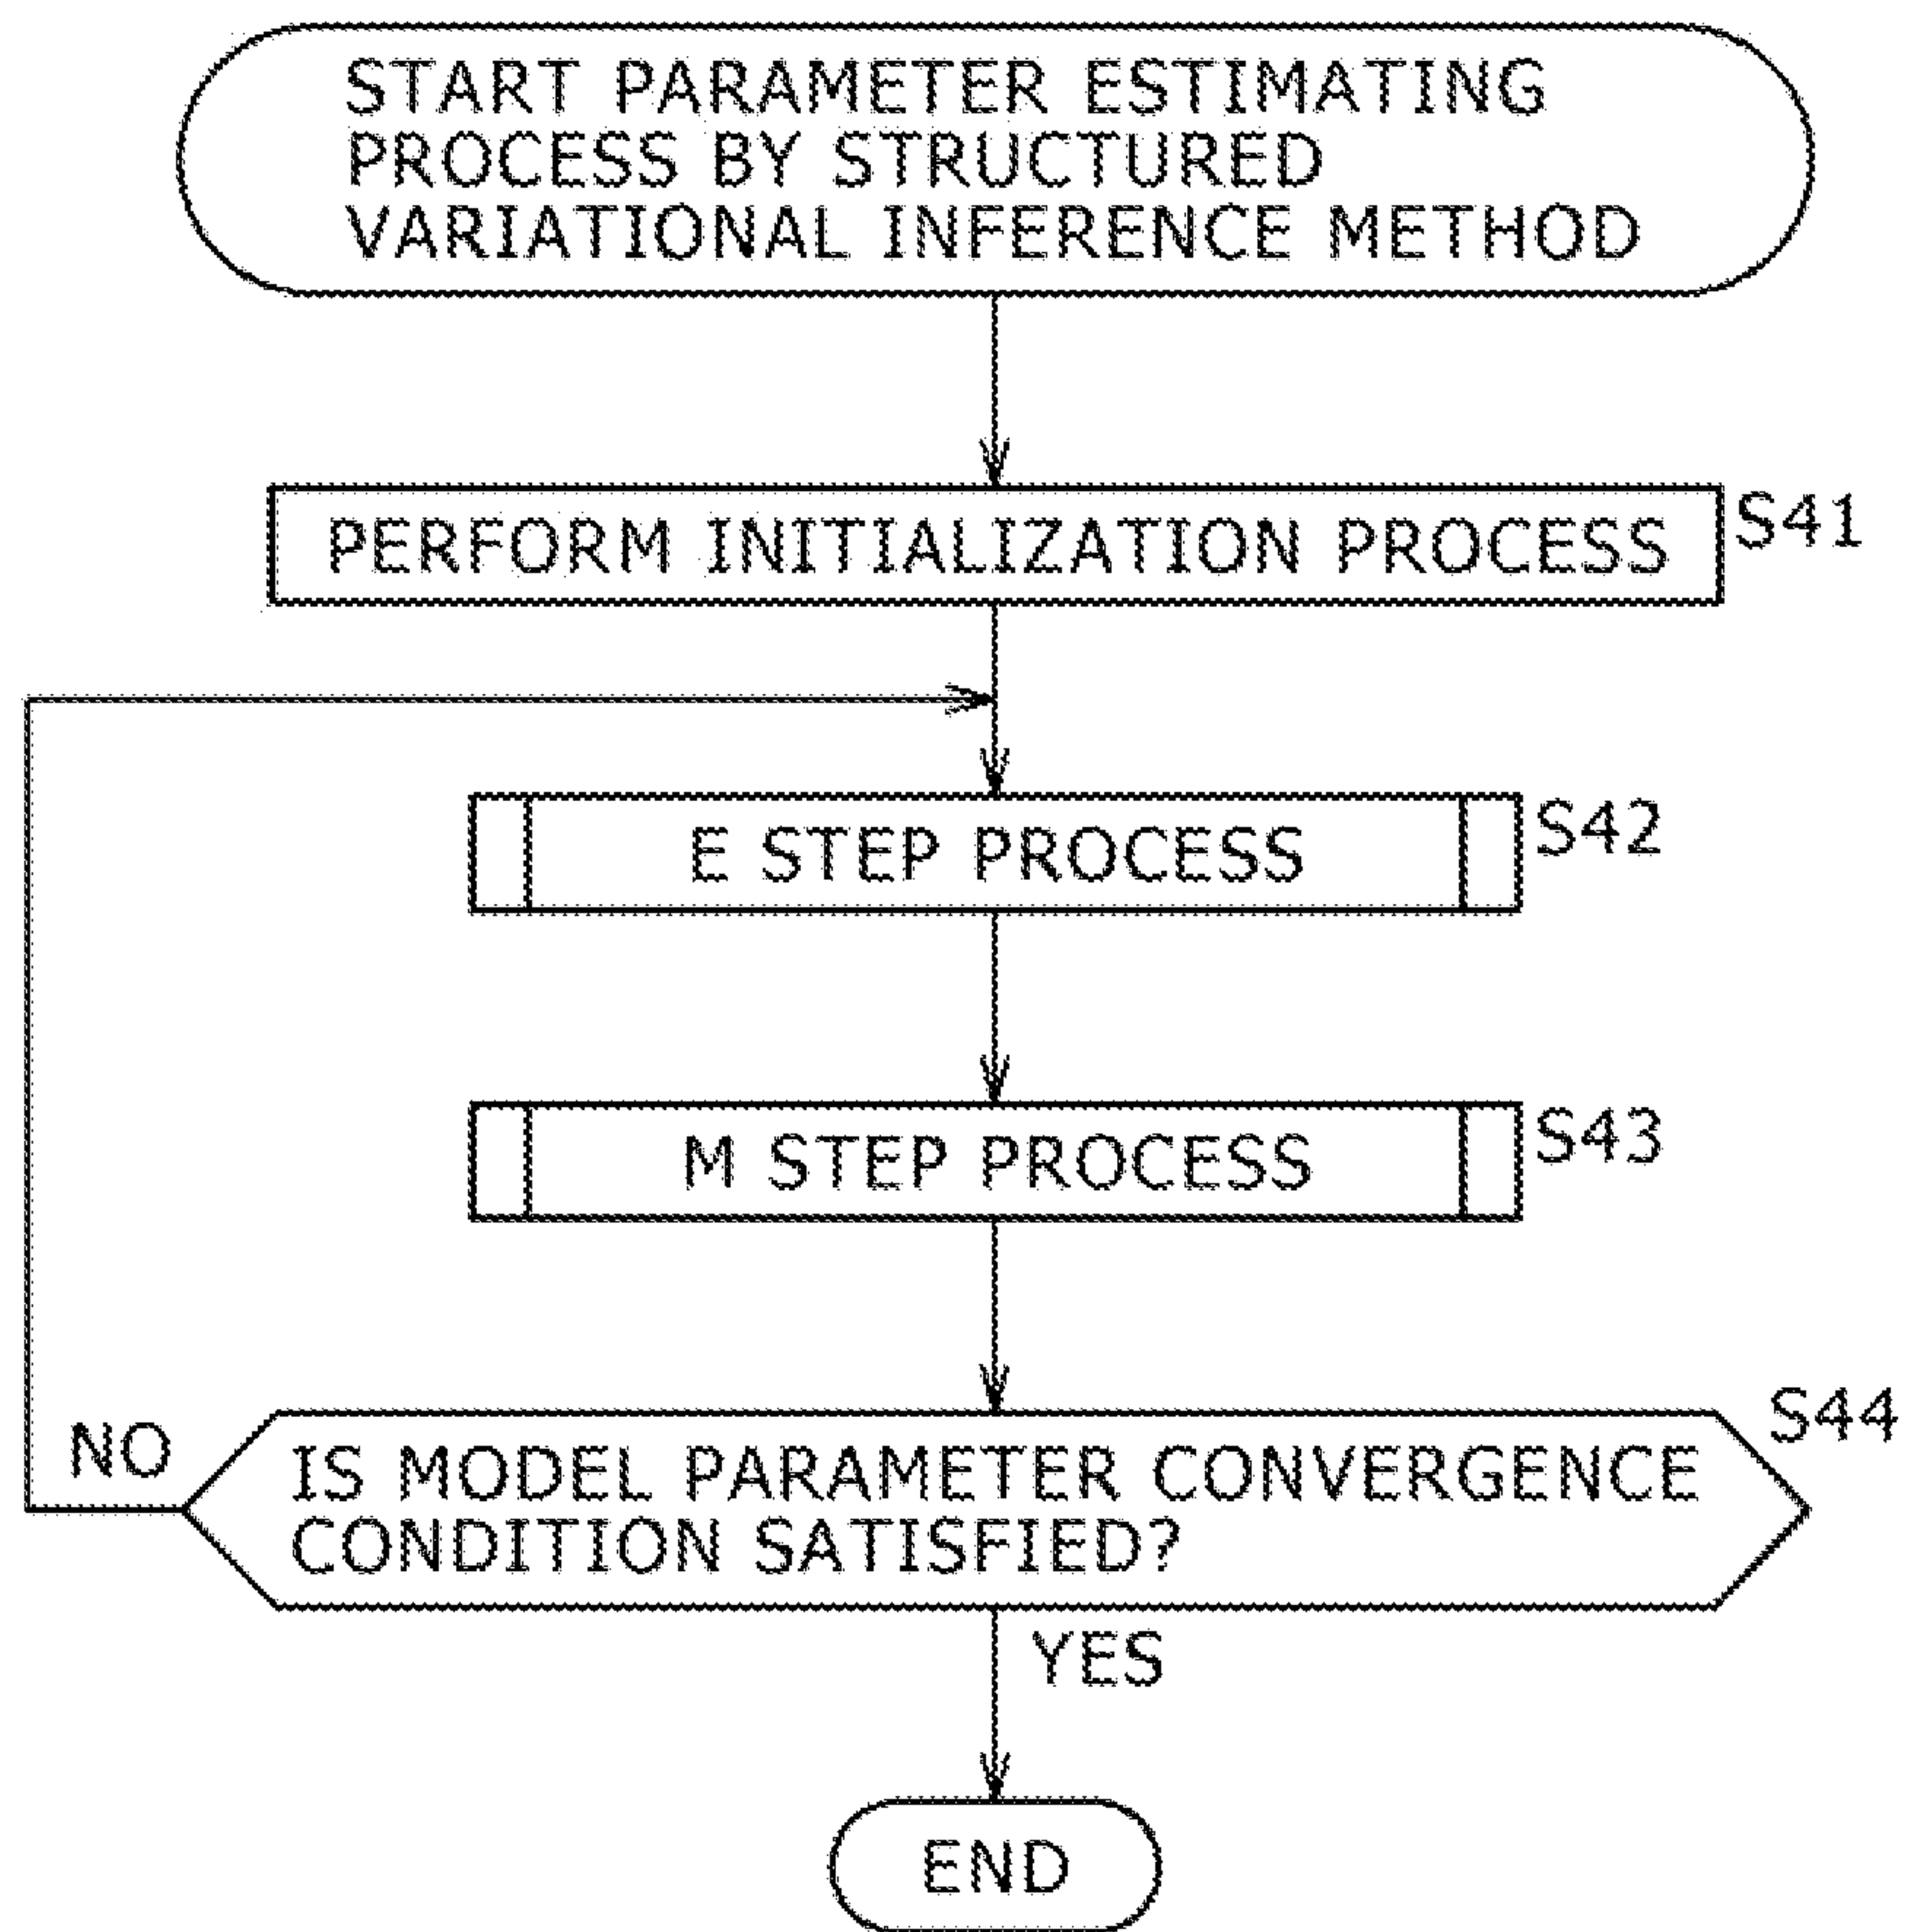 START PARAMETER ESTIMATING
PROCESS BY STRUCTURED
VARIATIONAL INFERENCE METHOD
PERFORM INITIALIZATION PROCESS
S41
E STEP PROCESS
S42
M STEP PROCESS
S43
S44
NO
IS MODEL PARAMETER CONVERGENCE
CONDITION SATISFIED?
YES
END